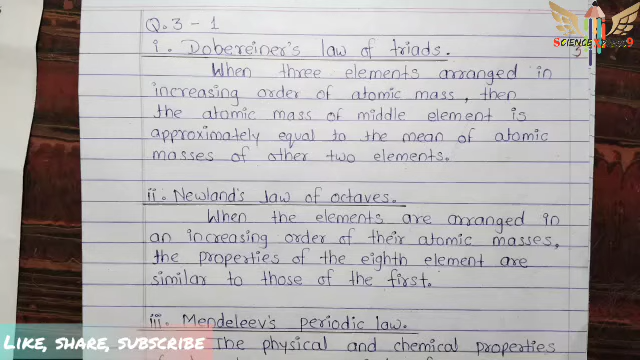 Q.3-1
i. Dobereiner's law of triads.
When three elements arranged in
increasing order of atomic mass, then
the atomic mass of middle element is
approximately equal to the mean of atomic
masses of other two elements.
ii. Newland's law of octaves.
When the elements are arranged in
an increasing order of their atomic masses,
the properties of the eighth element are
similar to those of the first.
iii. Mendeleev's periodic law.
The physical and chemical properties
LIKE, SHARE, SUBSCRIBE